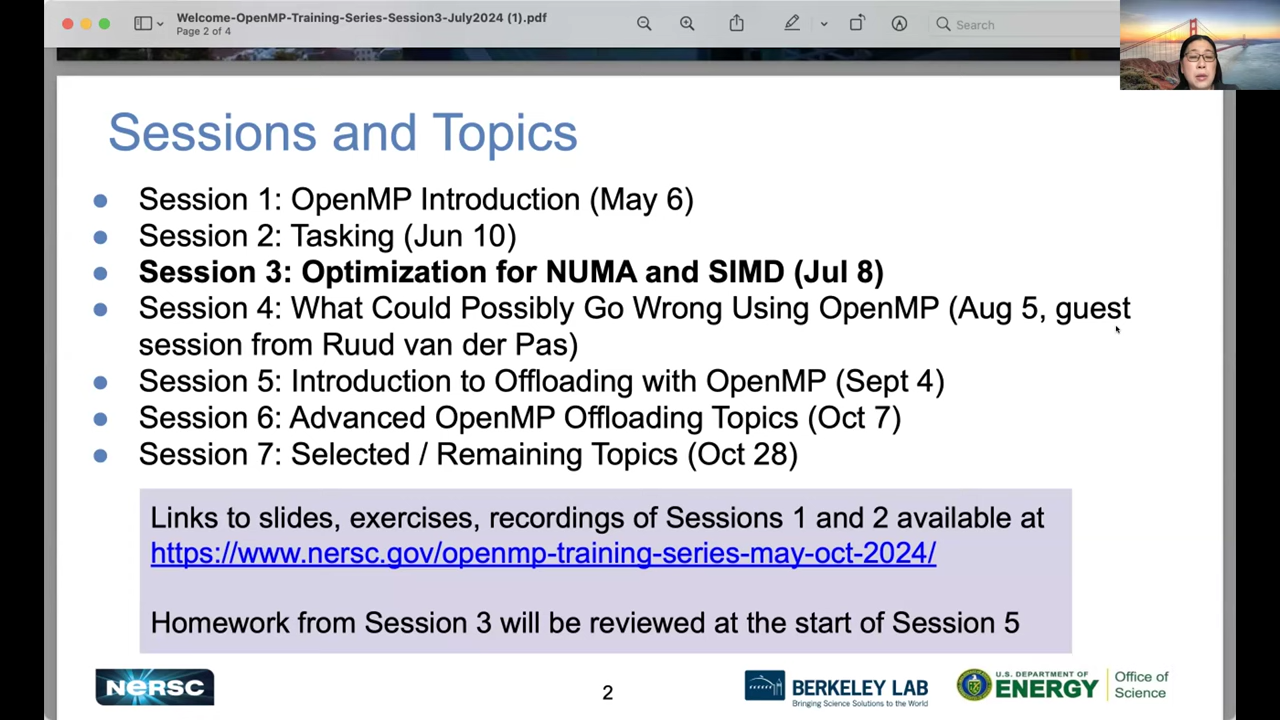 Welcome-OpenMP-Training-Series-Session3-July2024 (1).pdf
Page 2 of 4
Search
Sessions and Topics
Session 1: OpenMP Introduction (May 6)
Session 2: Tasking (Jun 10)
Session 3: Optimization for NUMA and SIMD (Jul 8)
Session 4: What Could Possibly Go Wrong Using OpenMP (Aug 5, guest
session from Ruud van der Pas)
Session 5: Introduction to Offloading with OpenMP (Sept 4)
Session 6: Advanced OpenMP Offloading Topics (Oct 7)
Session 7: Selected / Remaining Topics (Oct 28)
Links to slides, exercises, recordings of Sessions 1 and 2 available at
https://www.nersc.gov/openmp-training-series-may-oct-2024/
Homework from Session 3 will be reviewed at the start of Session 5
NERSC
2
BERKELEY LAB
Bringing Science Solutions to the World
U.S. DEPARTMENT OF
ENERGY
Office of
Science